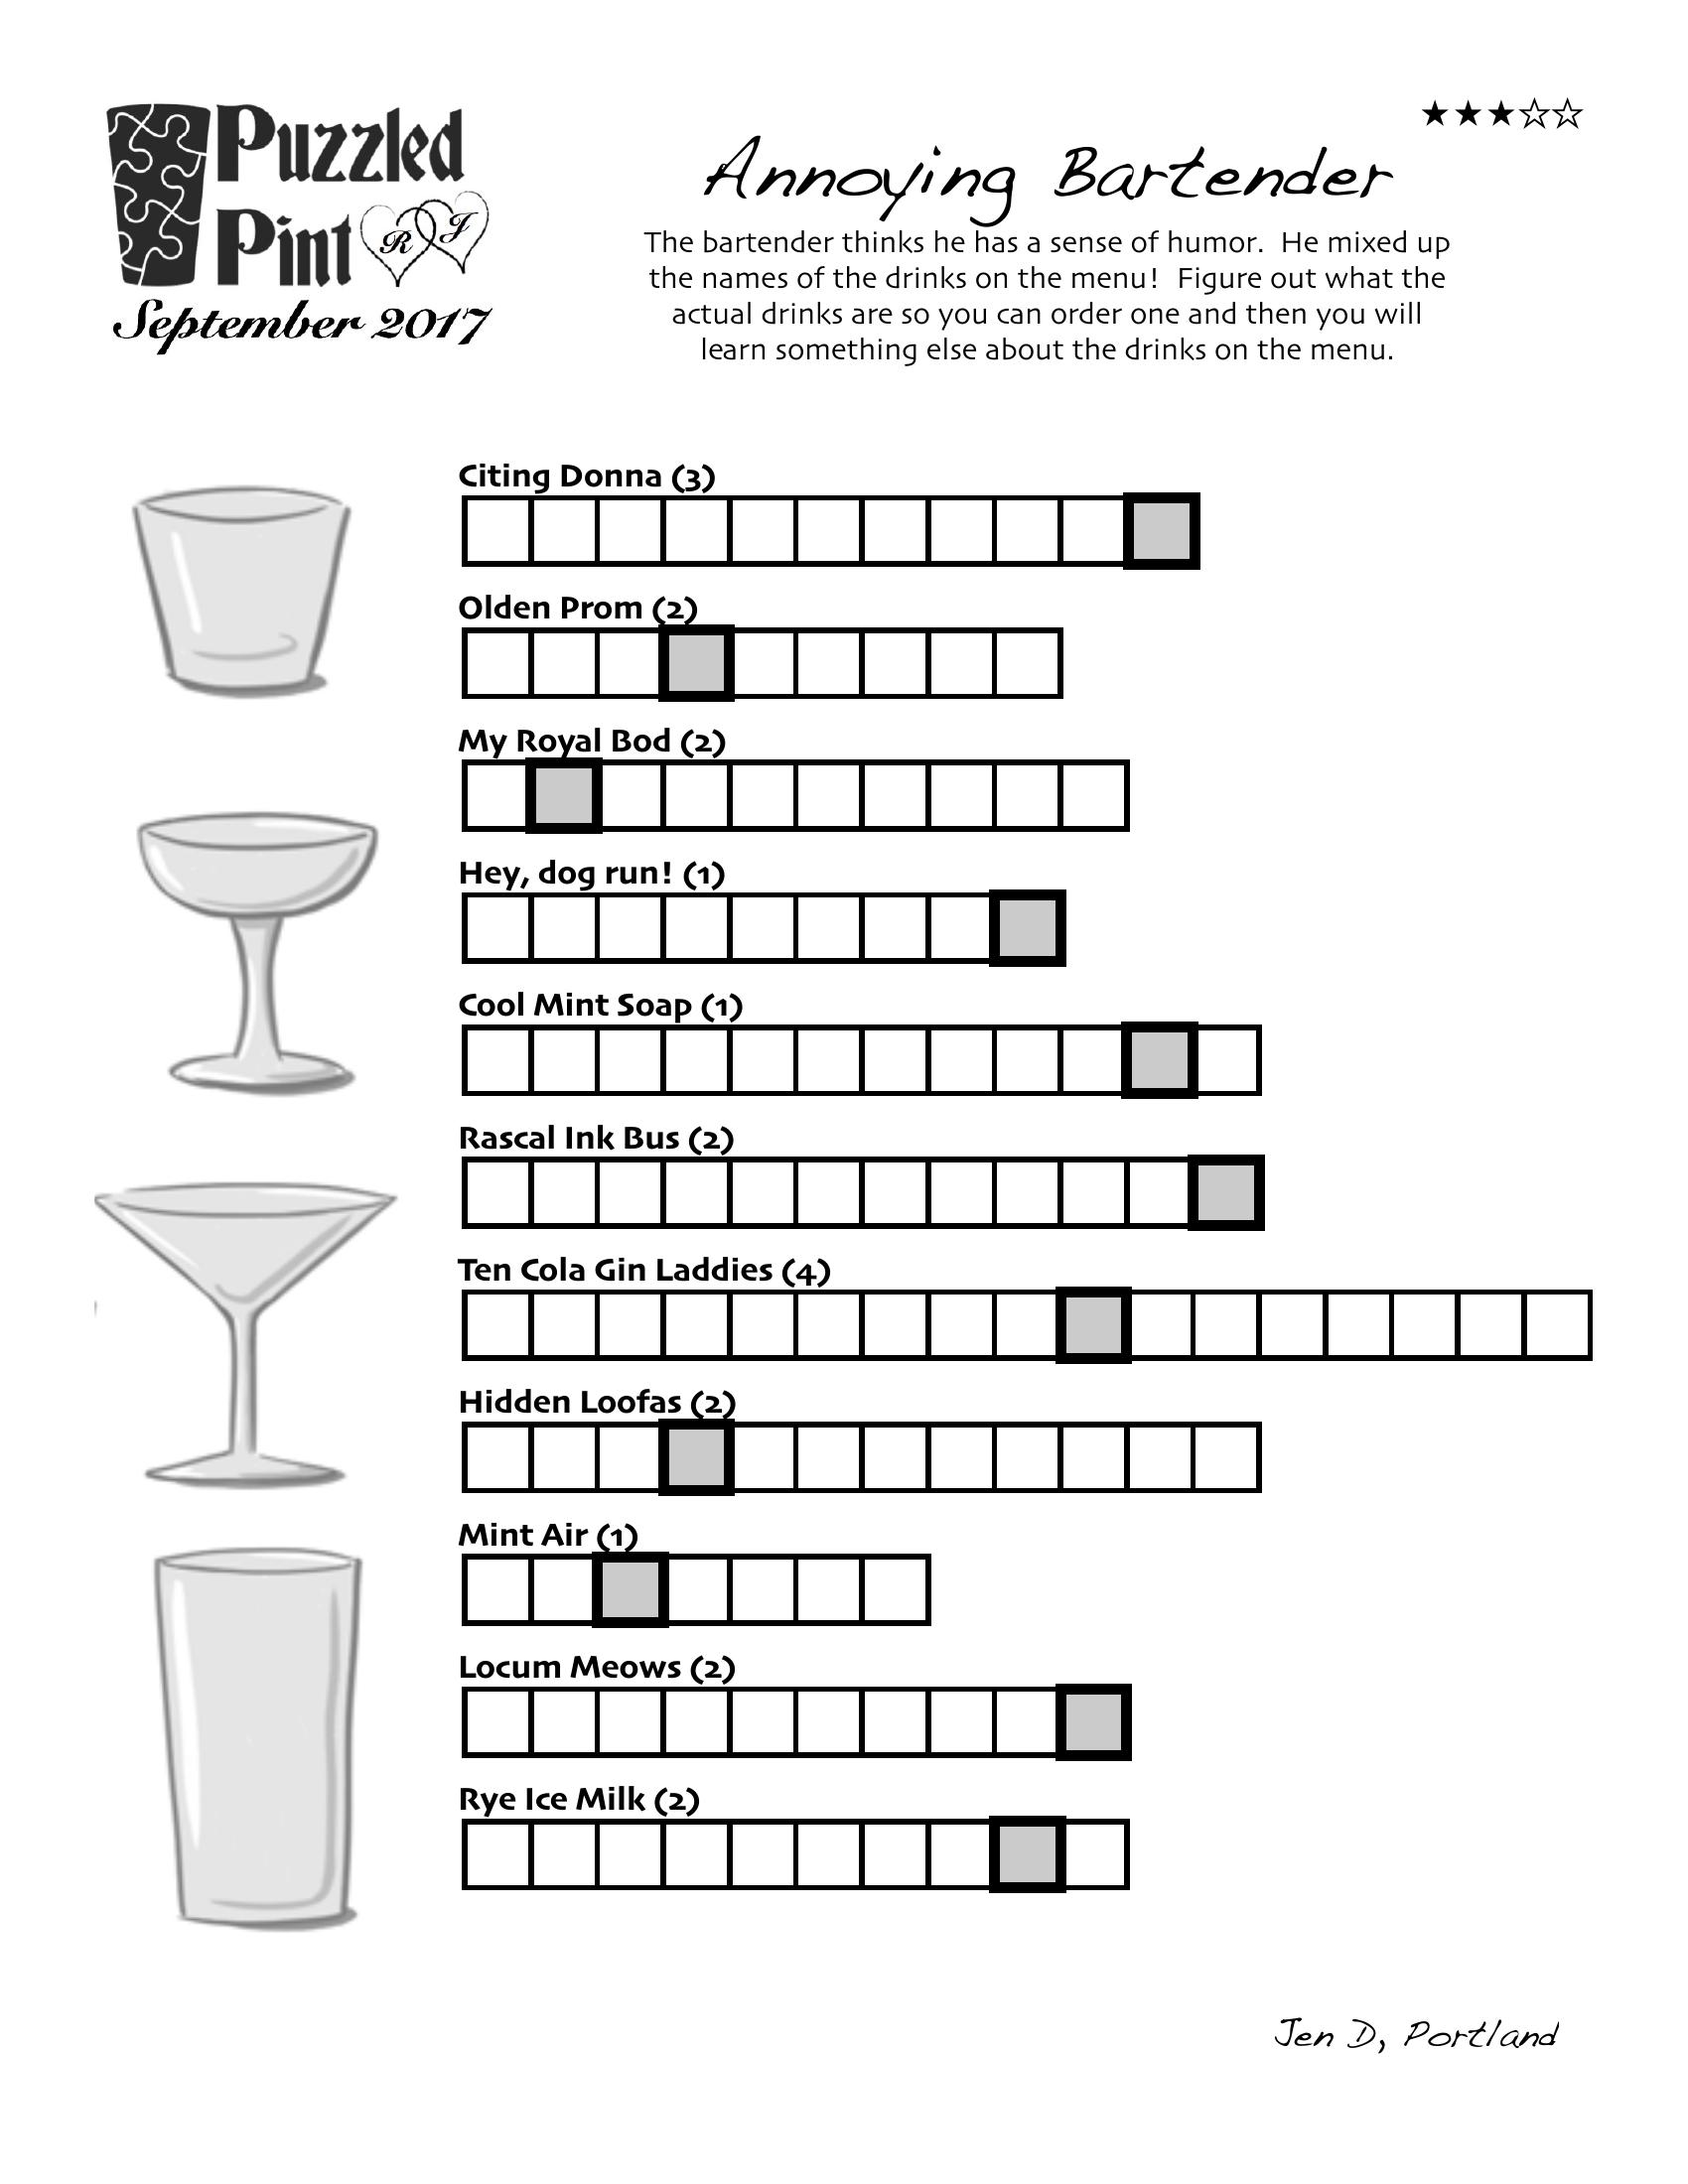 ★★★☆☆
Puzzled
Pint R J
September 2017
Annoying Bartender
The bartender thinks he has a sense of humor. He mixed up
the names of the drinks on the menu! Figure out what the
actual drinks are so you can order one and then you will
learn something else about the drinks on the menu.
Citing Donna (3)
Olden Prom (2)
My Royal Bod (2)
Hey, dog run! (1)
Cool Mint Soap (1)
Rascal Ink Bus (2)
Ten Cola Gin Laddies (4)
Hidden Loofas (2)
Mint Air (1)
Locum Meows (2)
Rye Ice Milk (2)
Jen D, Portland